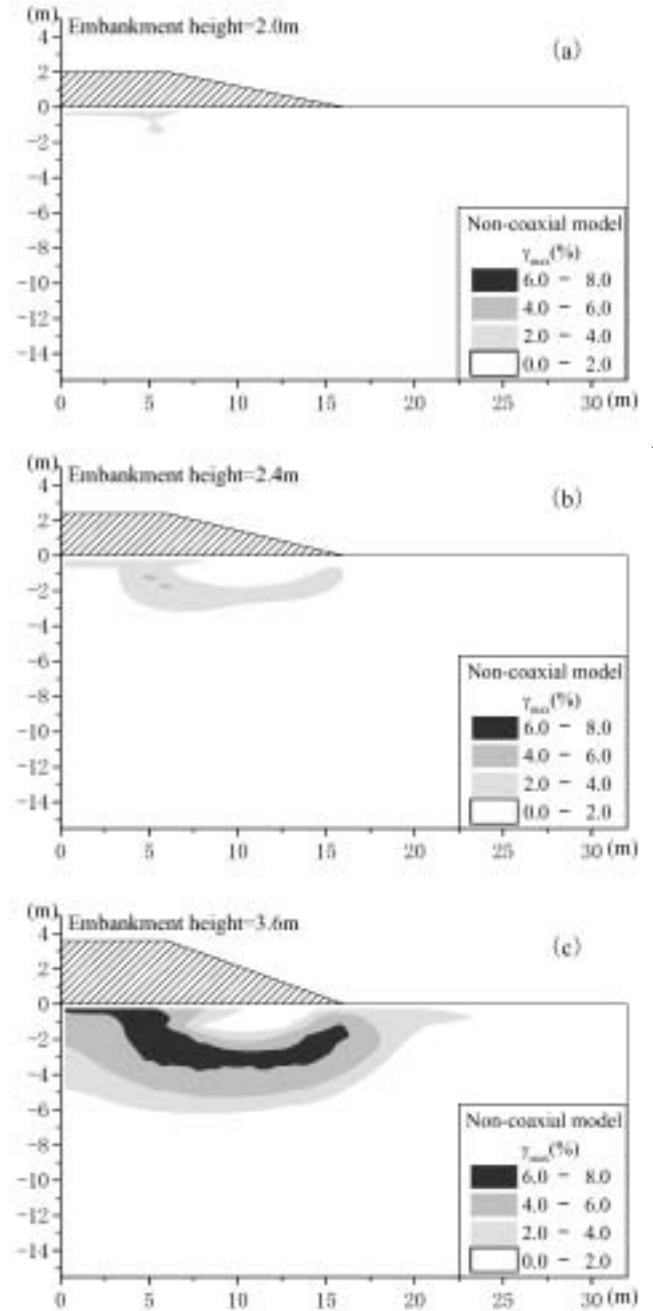 (m) Embankment height=2.0m
(a)
4
2
0
-2
-4
-6
-8
-10
-12
-14
Non-coaxial model
γmax(%)
6.0 - 8.0
4.0 - 6.0
2.0 - 4.0
0.0 - 2.0
0 5 10 15 20 25 30 (m)
(m) Embankment height=2.4m
(b)
4
2
0
-2
-4
-6
-8
-10
-12
-14
Non-coaxial model
γmax(%)
6.0 - 8.0
4.0 - 6.0
2.0 - 4.0
0.0 - 2.0
0 5 10 15 20 25 30 (m)
(m) Embankment height=3.6m
(c)
4
2
0
-2
-4
-6
-8
-10
-12
-14
Non-coaxial model
γmax(%)
6.0 - 8.0
4.0 - 6.0
2.0 - 4.0
0.0 - 2.0
0 5 10 15 20 25 30 (m)